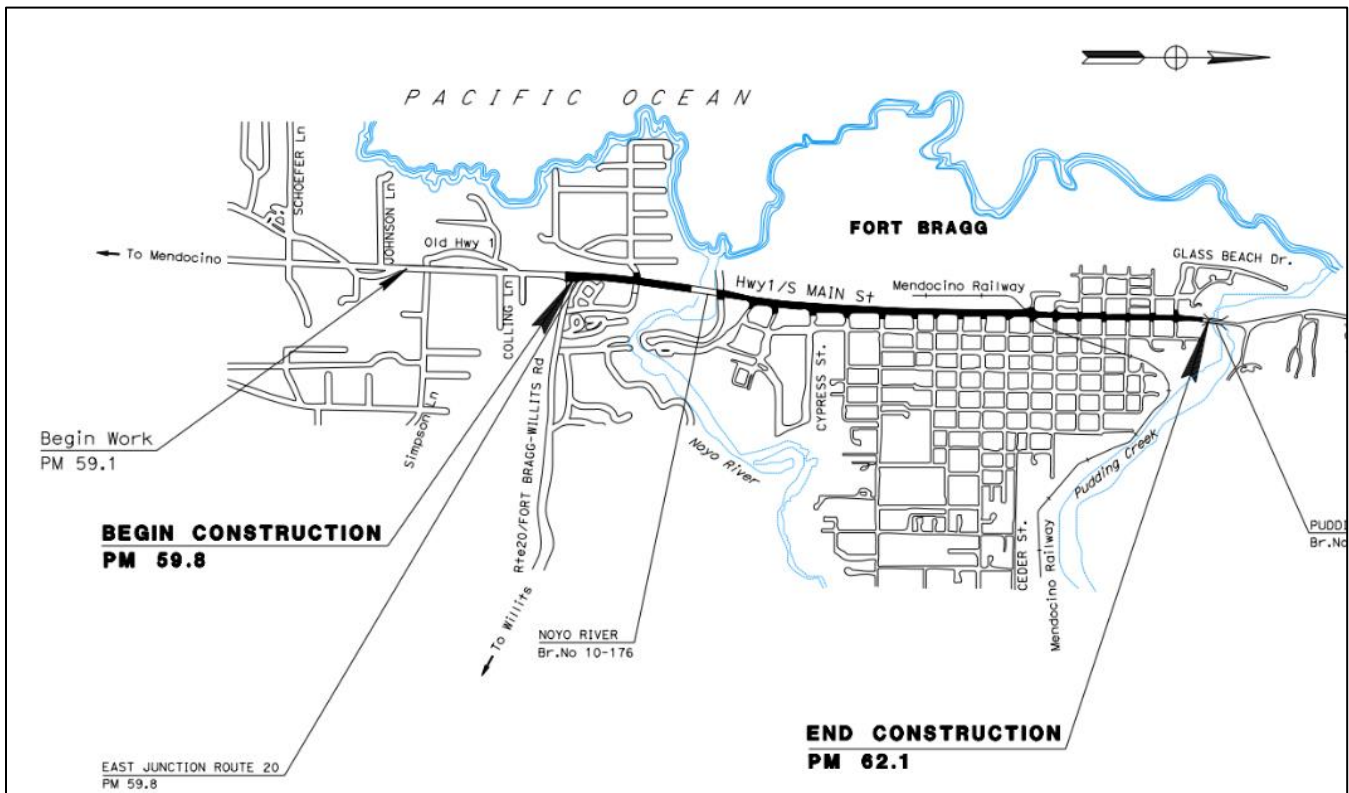 PACIFIC OCEAN
SCHOEFER Ln
JOHNSON Ln
Old Hwy 1
To Mendocino
FORT BRAGG
GLASS BEACH Dr.
Hwy1/S MAIN St
Mendocino Railway
COLLING Ln
Simpson Ln
Rte20/FORT BRAGG-WILLITS Rd
CYPRESS St.
Noyo River
Pudding Creek
Begin Work
PM 59.1
BEGIN CONSTRUCTION
PM 59.8
To Willits
NOYO RIVER
Br.No 10-176
CEDER St.
Mendocino Railway
PUDDI
Br.No
END CONSTRUCTION
PM 62.1
EAST JUNCTION ROUTE 20
PM 59.8